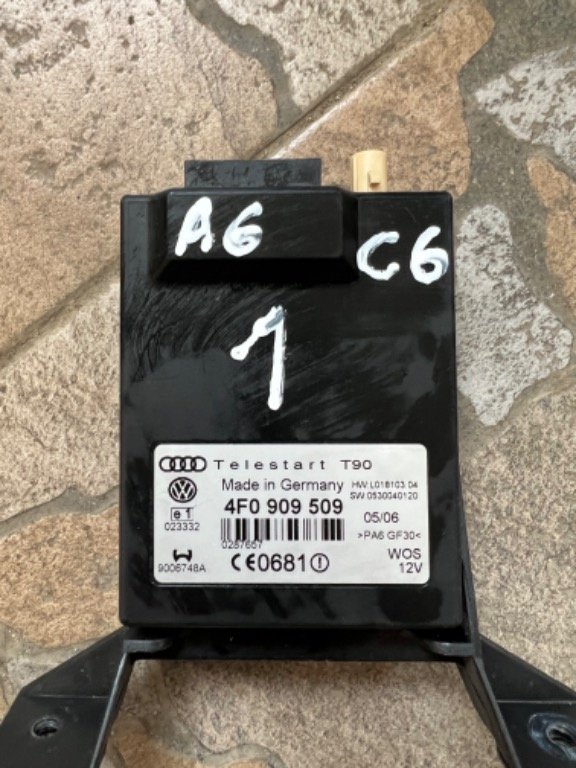 A6
C6
1
Telestart T90
Made in Germany
HW:L018103 04
SW 0530040120
4F0 909 509
e1
023332
05/06
>PA6 GF30<
0287667
9006748A
CE0681
WOS
12V